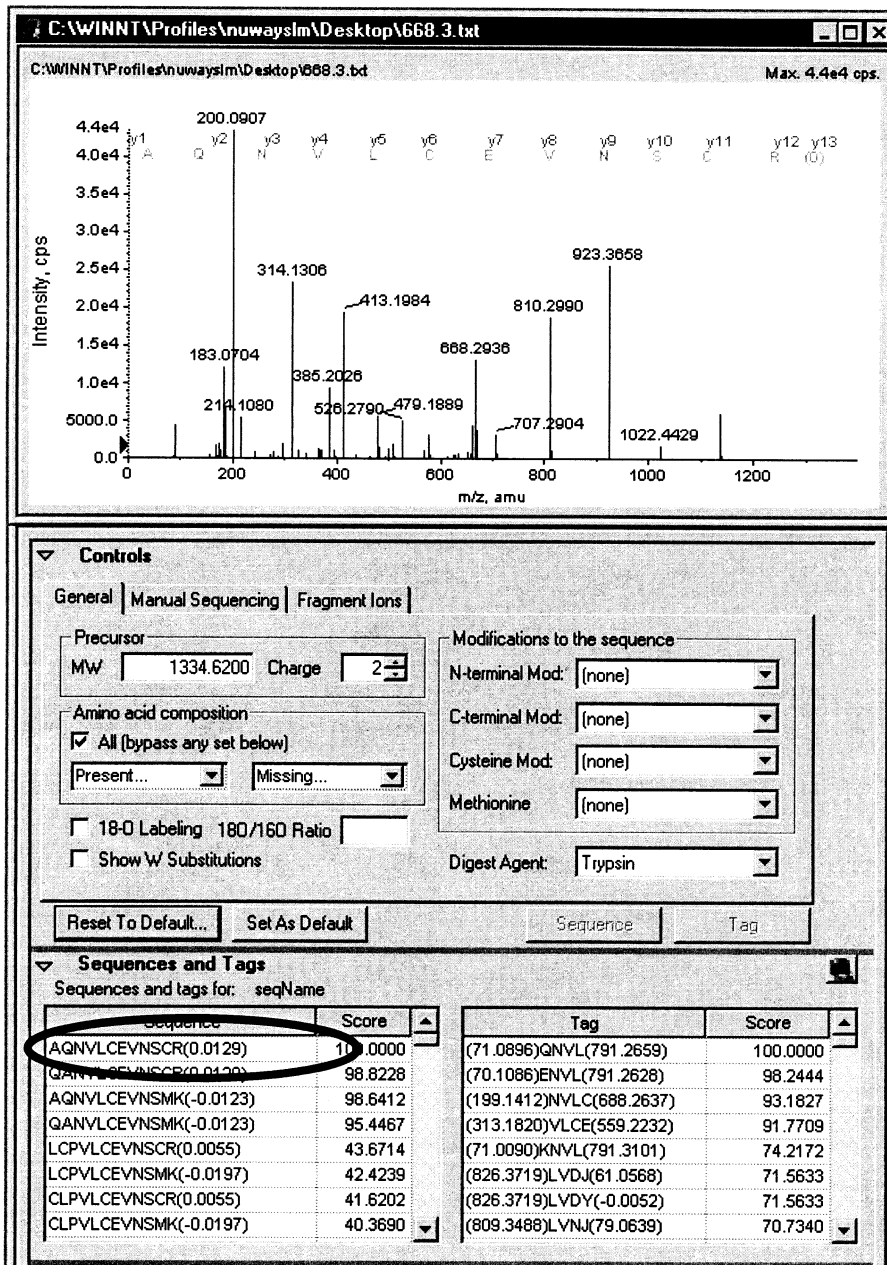 C:\WINNT\Profiles\nuwayslm\Desktop\668.3.txt
C:\WINNT\Profiles\nuwayslm\Desktop\668.3.txt Max. 4.4e4 cps.
200.0907
4.4e4
y1 y2 y3 y4 y5 y6 y7 y8 y9 y10 y11 y12 y13
A Q N V L C E V N S C R (0)
4.0e4
3.5e4
3.0e4
2.5e4
2.0e4
1.5e4
1.0e4
5000.0
0.0
Intensity, cps
923.3658
314.1306
413.1984
810.2990
183.0704
668.2936
385.2026
214.1080
526.2790
479.1889
707.2904
1022.4429
0 200 400 600 800 1000 1200
m/z, amu
Controls
General Manual Sequencing Fragment Ions
Precursor
MW 1334.6200 Charge 2
Amino acid composition
All (bypass any set below)
Present... Missing...
18-O Labeling 180/160 Ratio
Show W Substitutions
Modifications to the sequence
N-terminal Mod: (none)
C-terminal Mod: (none)
Cysteine Mod: (none)
Methionine (none)
Digest Agent: Trypsin
Reset To Default... Set As Default Sequence Tag
Sequences and Tags
Sequences and tags for: seqName
Sequence Score Tag Score
AQNVLCEVNSCR(0.0129) 100.0000 (71.0896)QNVL(791.2659) 100.0000
QANVLCEVNSCR(0.0129) 98.8228 (70.1086)ENVL(791.2628) 98.2444
AQNVLCEVNSMK(-0.0123) 98.6412 (199.1412)NVLC(688.2637) 93.1827
QANVLCEVNSMK(-0.0123) 95.4467 (313.1820)VLCE(559.2232) 91.7709
LCPVLCEVNSCR(0.0055) 43.6714 (71.0090)KNVL(791.3101) 74.2172
LCPVLCEVNSMK(-0.0197) 42.4239 (826.3719)LVDJ(61.0568) 71.5633
CLPVLCEVNSCR(0.0055) 41.6202 (826.3719)LVDY(-0.0052) 71.5633
CLPVLCEVNSMK(-0.0197) 40.3690 (809.3488)LVNJ(79.0639) 70.7340